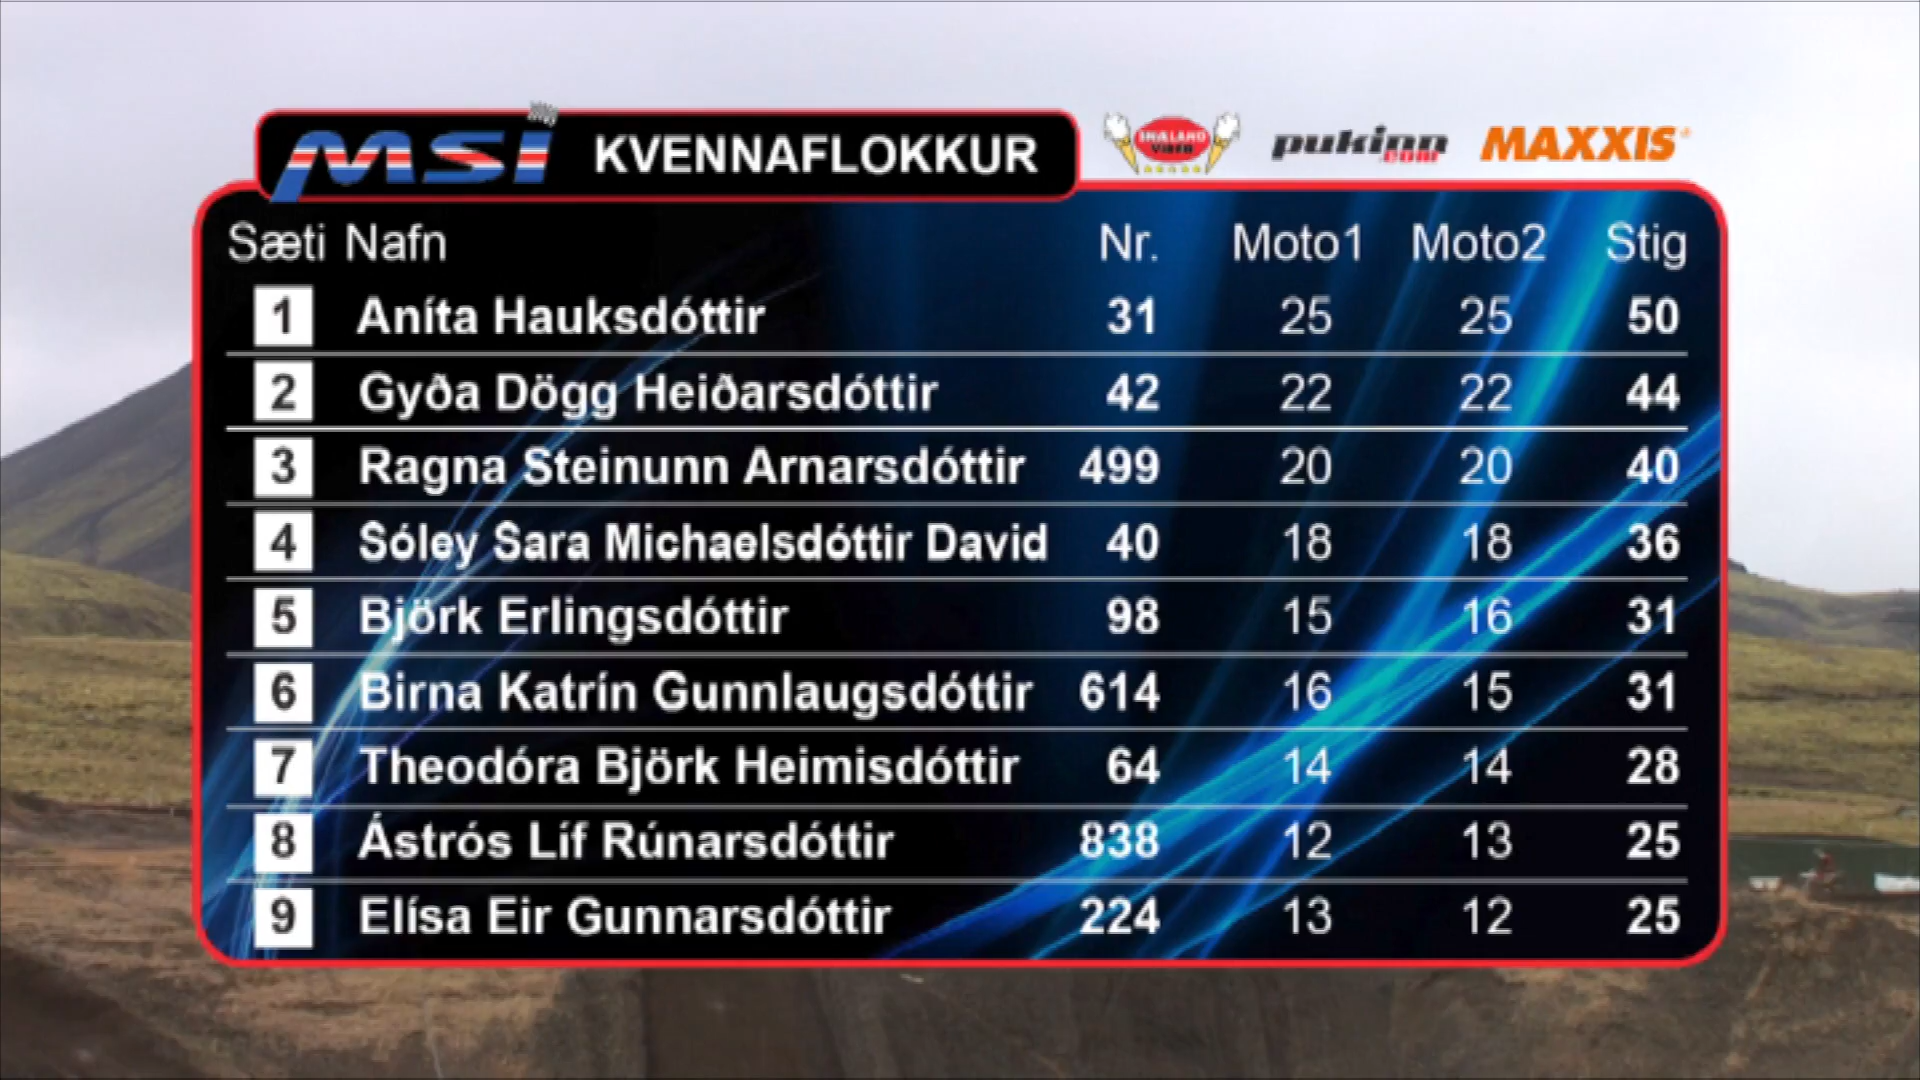 MSÍ KVENNAFLOKKUR
SNÆLAND VIDEO pukinn.com MAXXIS
Sæti Nafn Nr. Moto1 Moto2 Stig
1 Aníta Hauksdóttir 31 25 25 50
2 Gyða Dögg Heiðarsdóttir 42 22 22 44
3 Ragna Steinunn Arnarsdóttir 499 20 20 40
4 Sóley Sara Michaelsdóttir David 40 18 18 36
5 Björk Erlingsdóttir 98 15 16 31
6 Birna Katrín Gunnlaugsdóttir 614 16 15 31
7 Theodóra Björk Heimisdóttir 64 14 14 28
8 Ástrós Líf Rúnarsdóttir 838 12 13 25
9 Elísa Eir Gunnarsdóttir 224 13 12 25